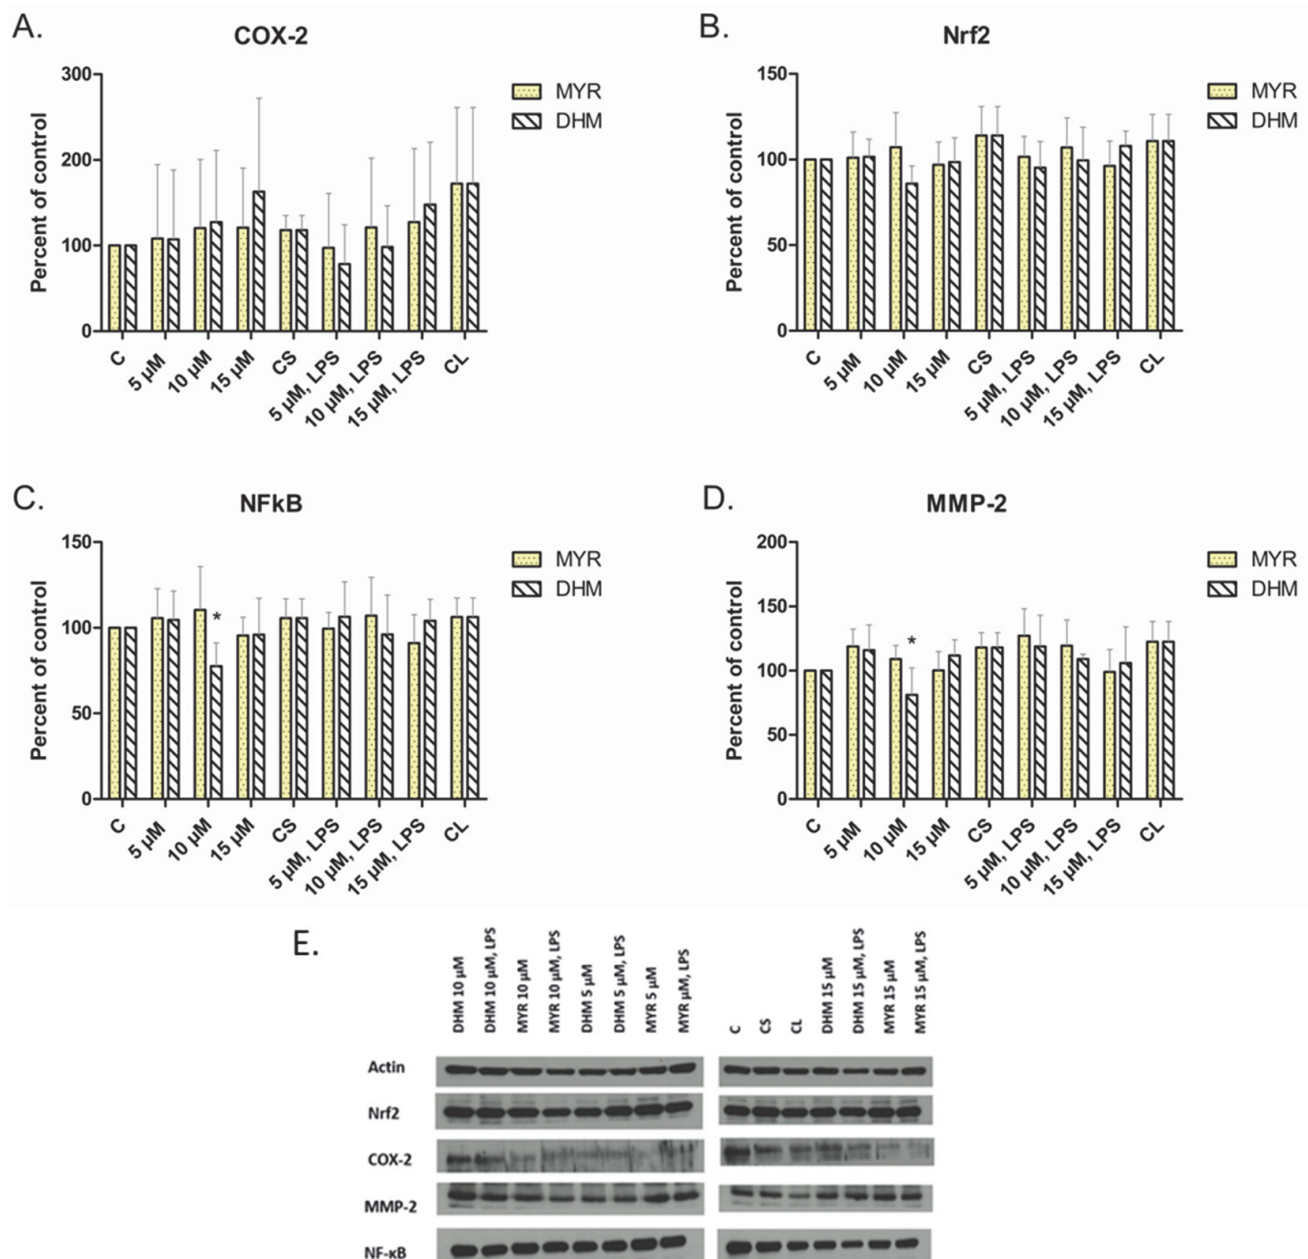 A.
COX-2
300
200
100
0
Percent of control
MYR
DHM
C
5 µM
10 µM
15 µM
CS
5 µM, LPS
10 µM, LPS
15 µM, LPS
CL
B.
Nrf2
150
100
50
0
Percent of control
MYR
DHM
C
5 µM
10 µM
15 µM
CS
5 µM, LPS
10 µM, LPS
15 µM, LPS
CL
C.
NFkB
150
100
50
0
Percent of control
MYR
DHM
*
C
5 µM
10 µM
15 µM
CS
5 µM, LPS
10 µM, LPS
15 µM, LPS
CL
D.
MMP-2
200
150
100
50
0
Percent of control
MYR
DHM
*
C
5 µM
10 µM
15 µM
CS
5 µM, LPS
10 µM, LPS
15 µM, LPS
CL
E.
DHM 10 µM
DHM 10 µM, LPS
MYR 10 µM
MYR 10 µM, LPS
DHM 5 µM
DHM 5 µM, LPS
MYR 5 µM
MYR µM, LPS
C
CS
CL
DHM 15 µM
DHM 15 µM, LPS
MYR 15 µM
MYR 15 µM, LPS
Actin
Nrf2
COX-2
MMP-2
NF-κB